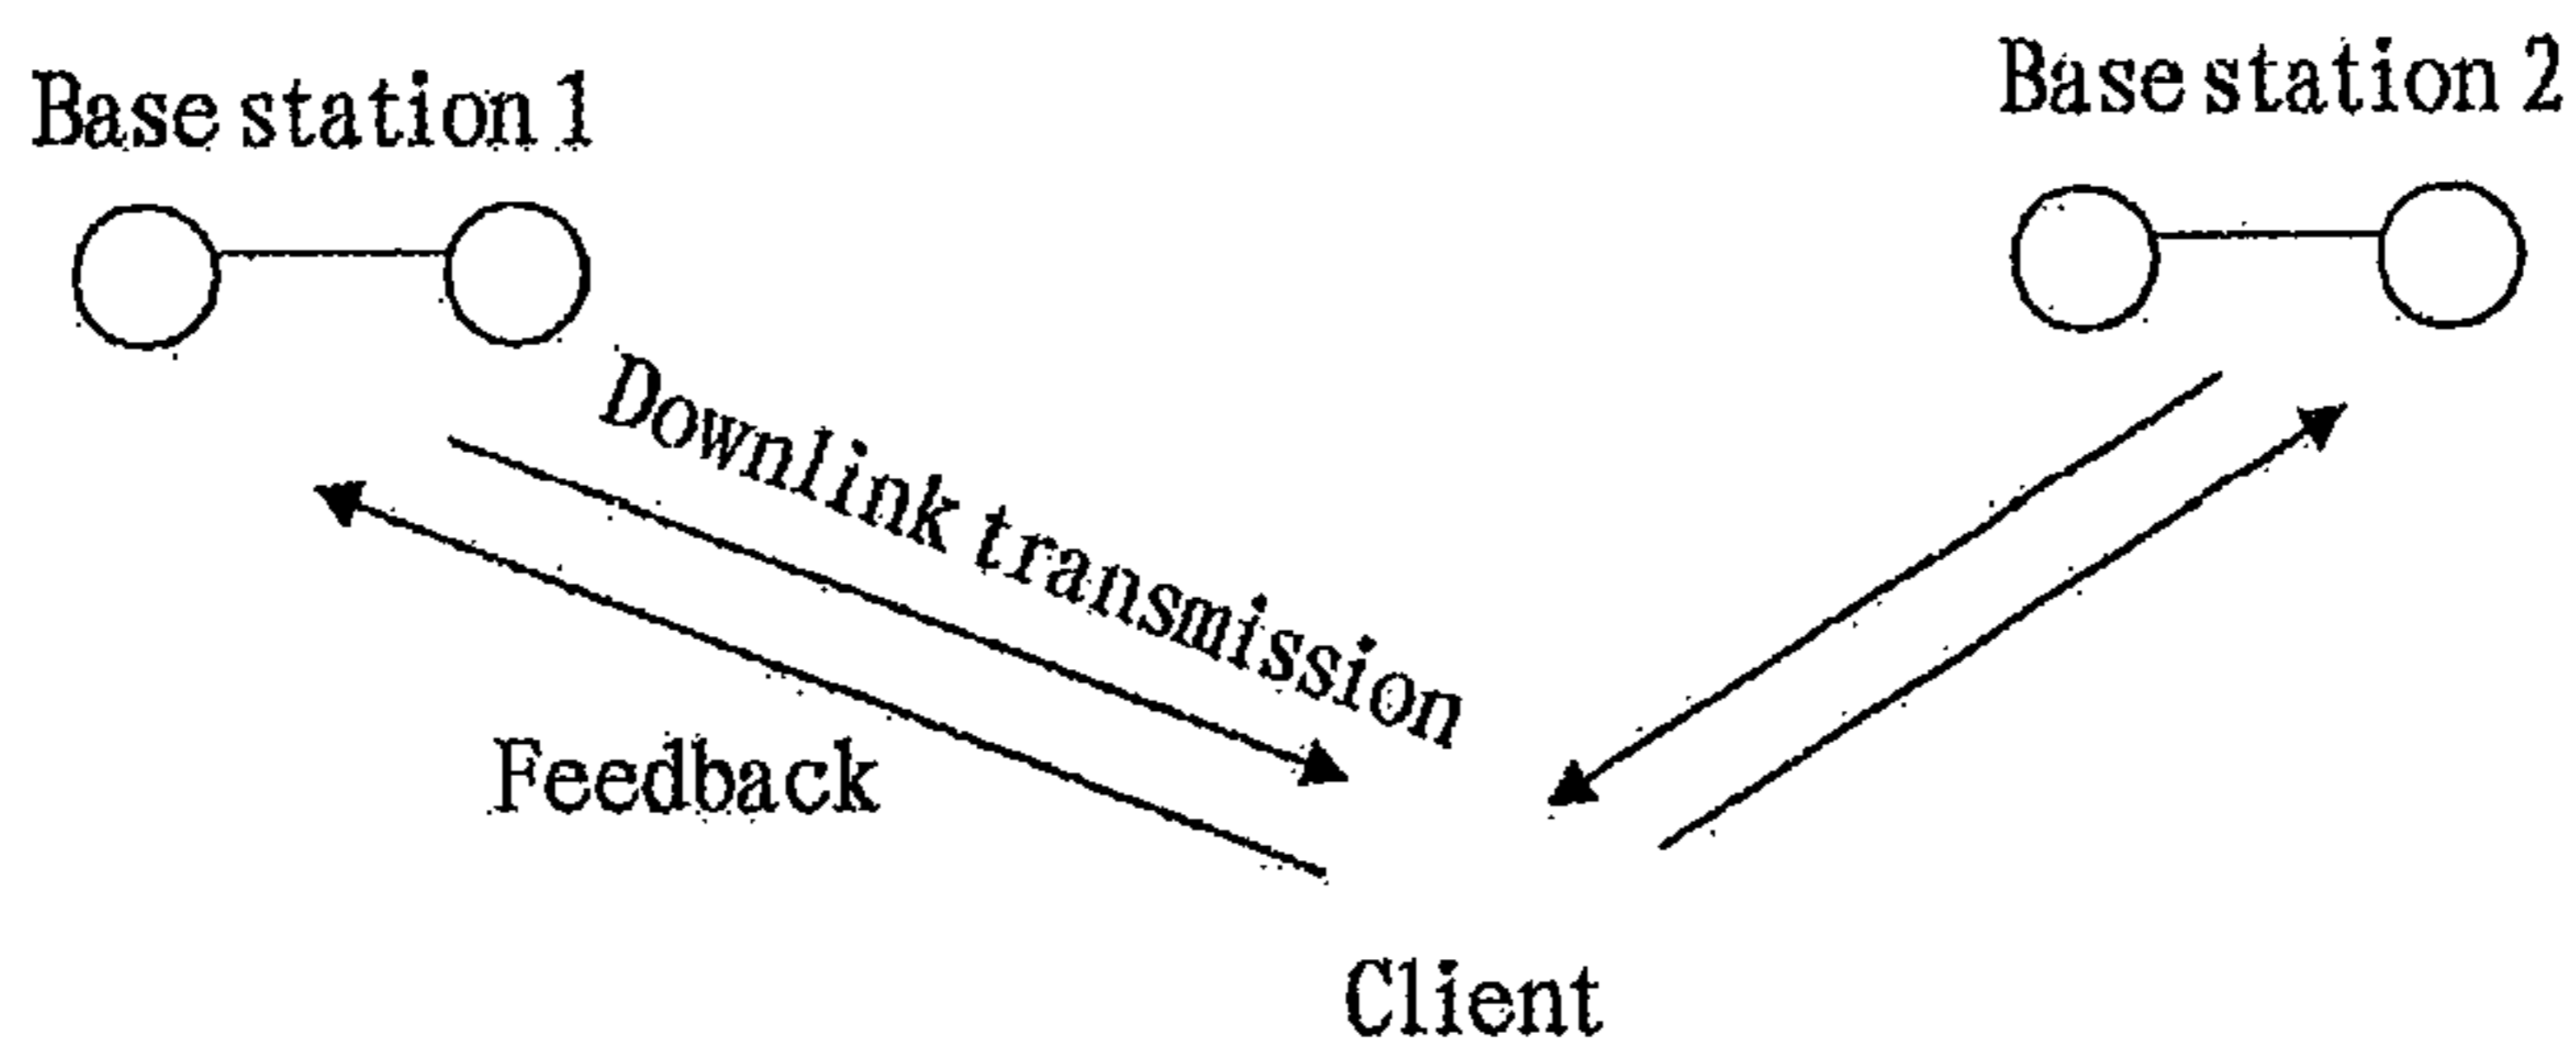 Base station 1
Base station 2
Downlink transmission
Feedback
Client